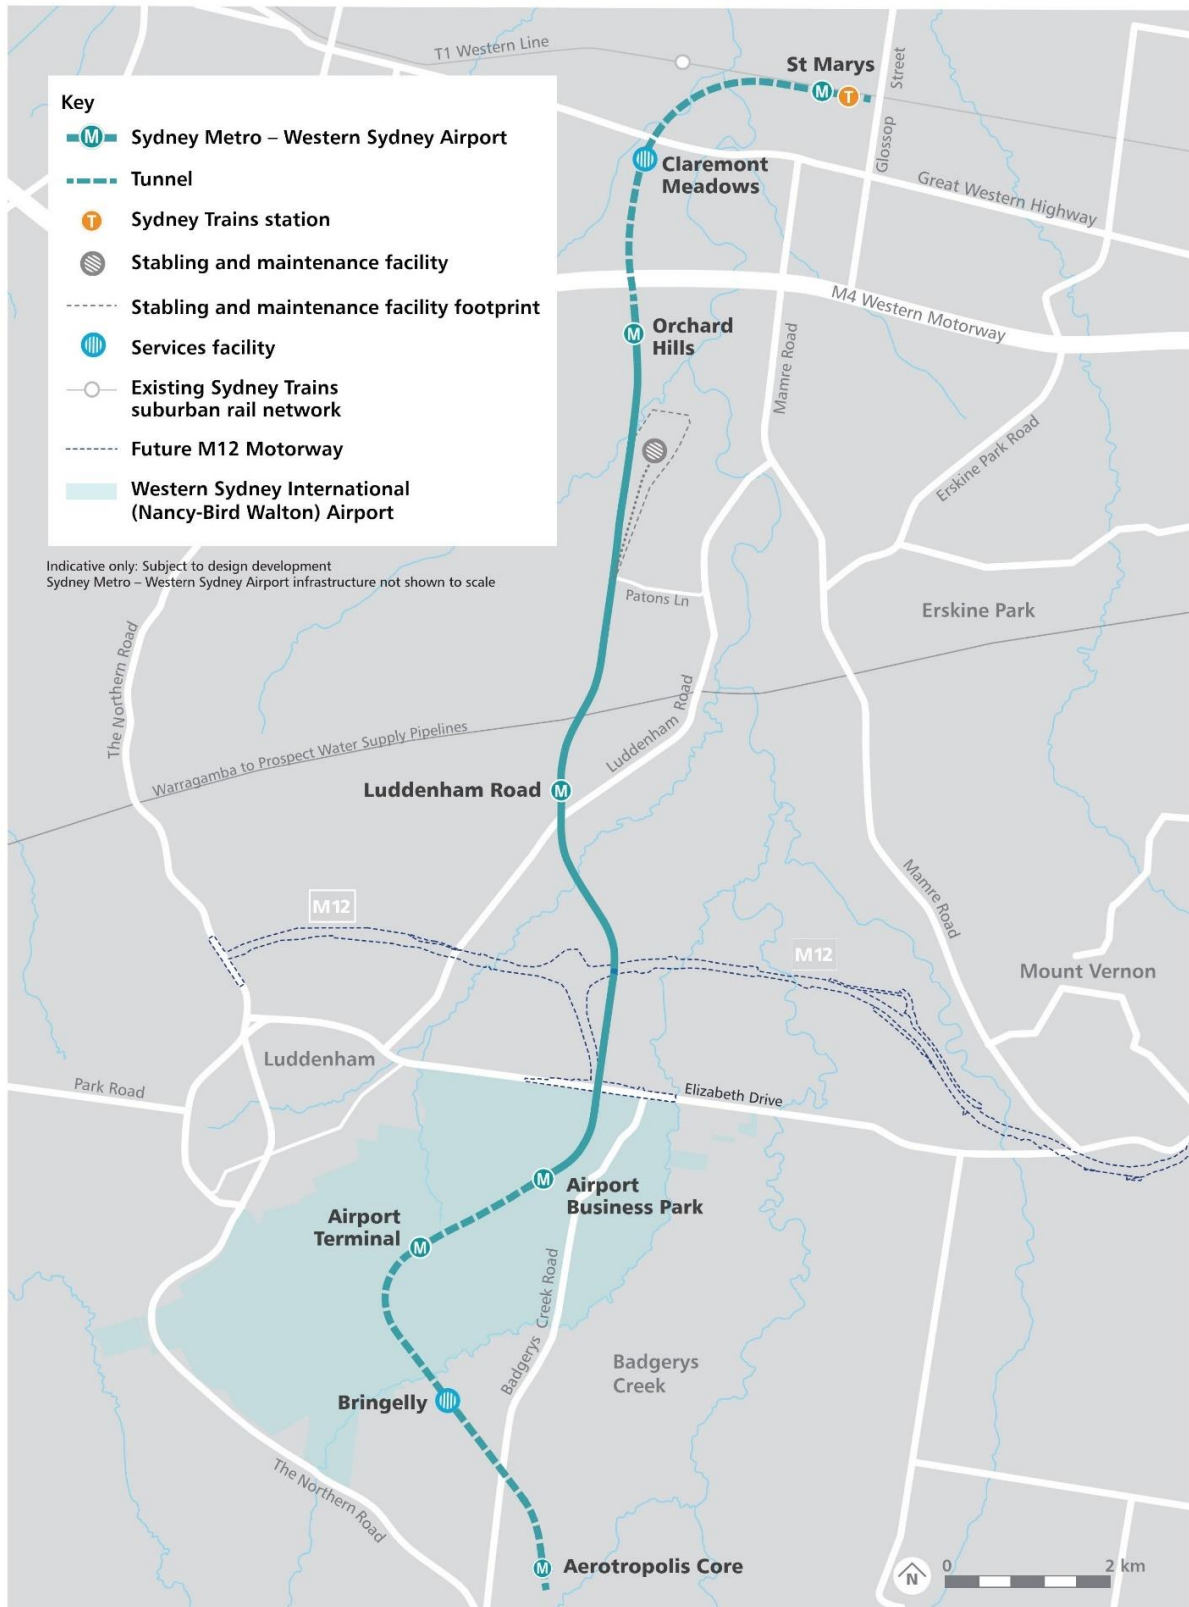 T1 Western Line
St Marys
M
T
Glossop Street
Key
M
Sydney Metro – Western Sydney Airport
Tunnel
T
Sydney Trains station
Stabling and maintenance facility
Stabling and maintenance facility footprint
Services facility
Existing Sydney Trains
suburban rail network
Future M12 Motorway
Western Sydney International
(Nancy-Bird Walton) Airport
Indicative only: Subject to design development
Sydney Metro – Western Sydney Airport infrastructure not shown to scale
Claremont
Meadows
Great Western Highway
M4 Western Motorway
M
Orchard
Hills
Mamre Road
Erskine Park Road
Patons Ln
Erskine Park
The Northern Road
Warragamba to Prospect Water Supply Pipelines
Luddenham Road
Luddenham Road
M
M12
M12
Mamre Road
Mount Vernon
Luddenham
Park Road
Elizabeth Drive
M
Airport
Business Park
Airport
Terminal
M
Badgerys Creek Road
Badgerys
Creek
Bringelly
The Northern Road
M
Aerotropolis Core
N
0
2 km